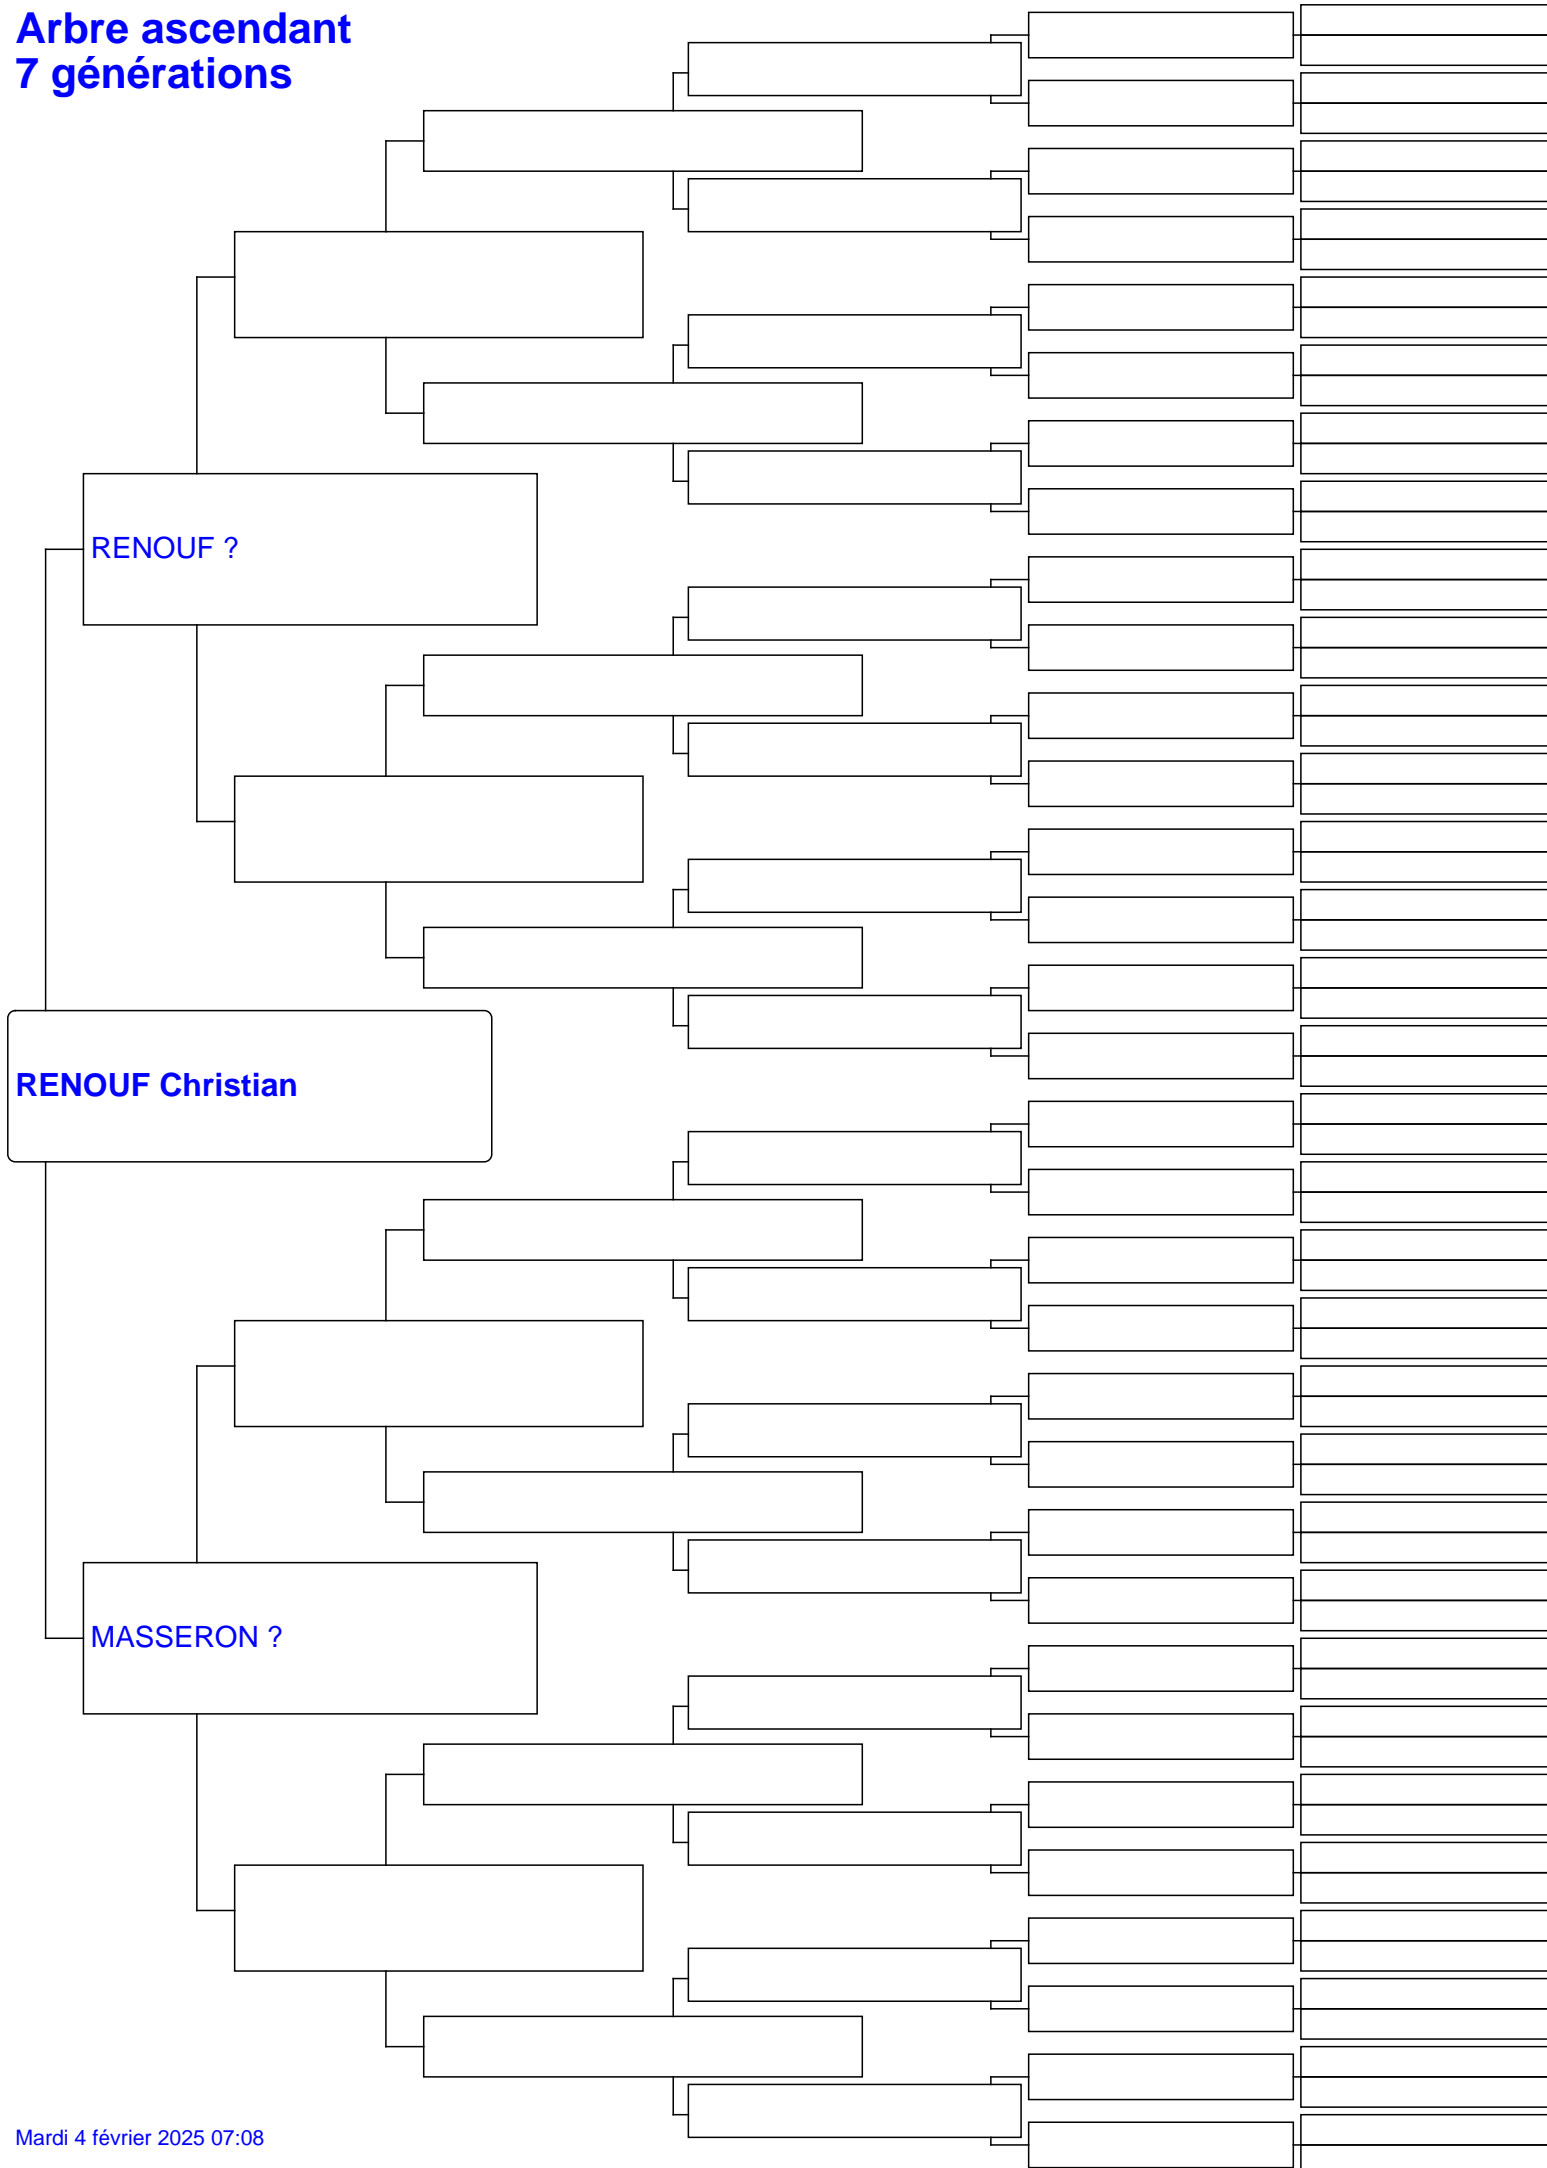 Arbre ascendant
7 générations
RENOUF ?
RENOUF Christian
MASSERON ?
Mardi 4 février 2025 07:08